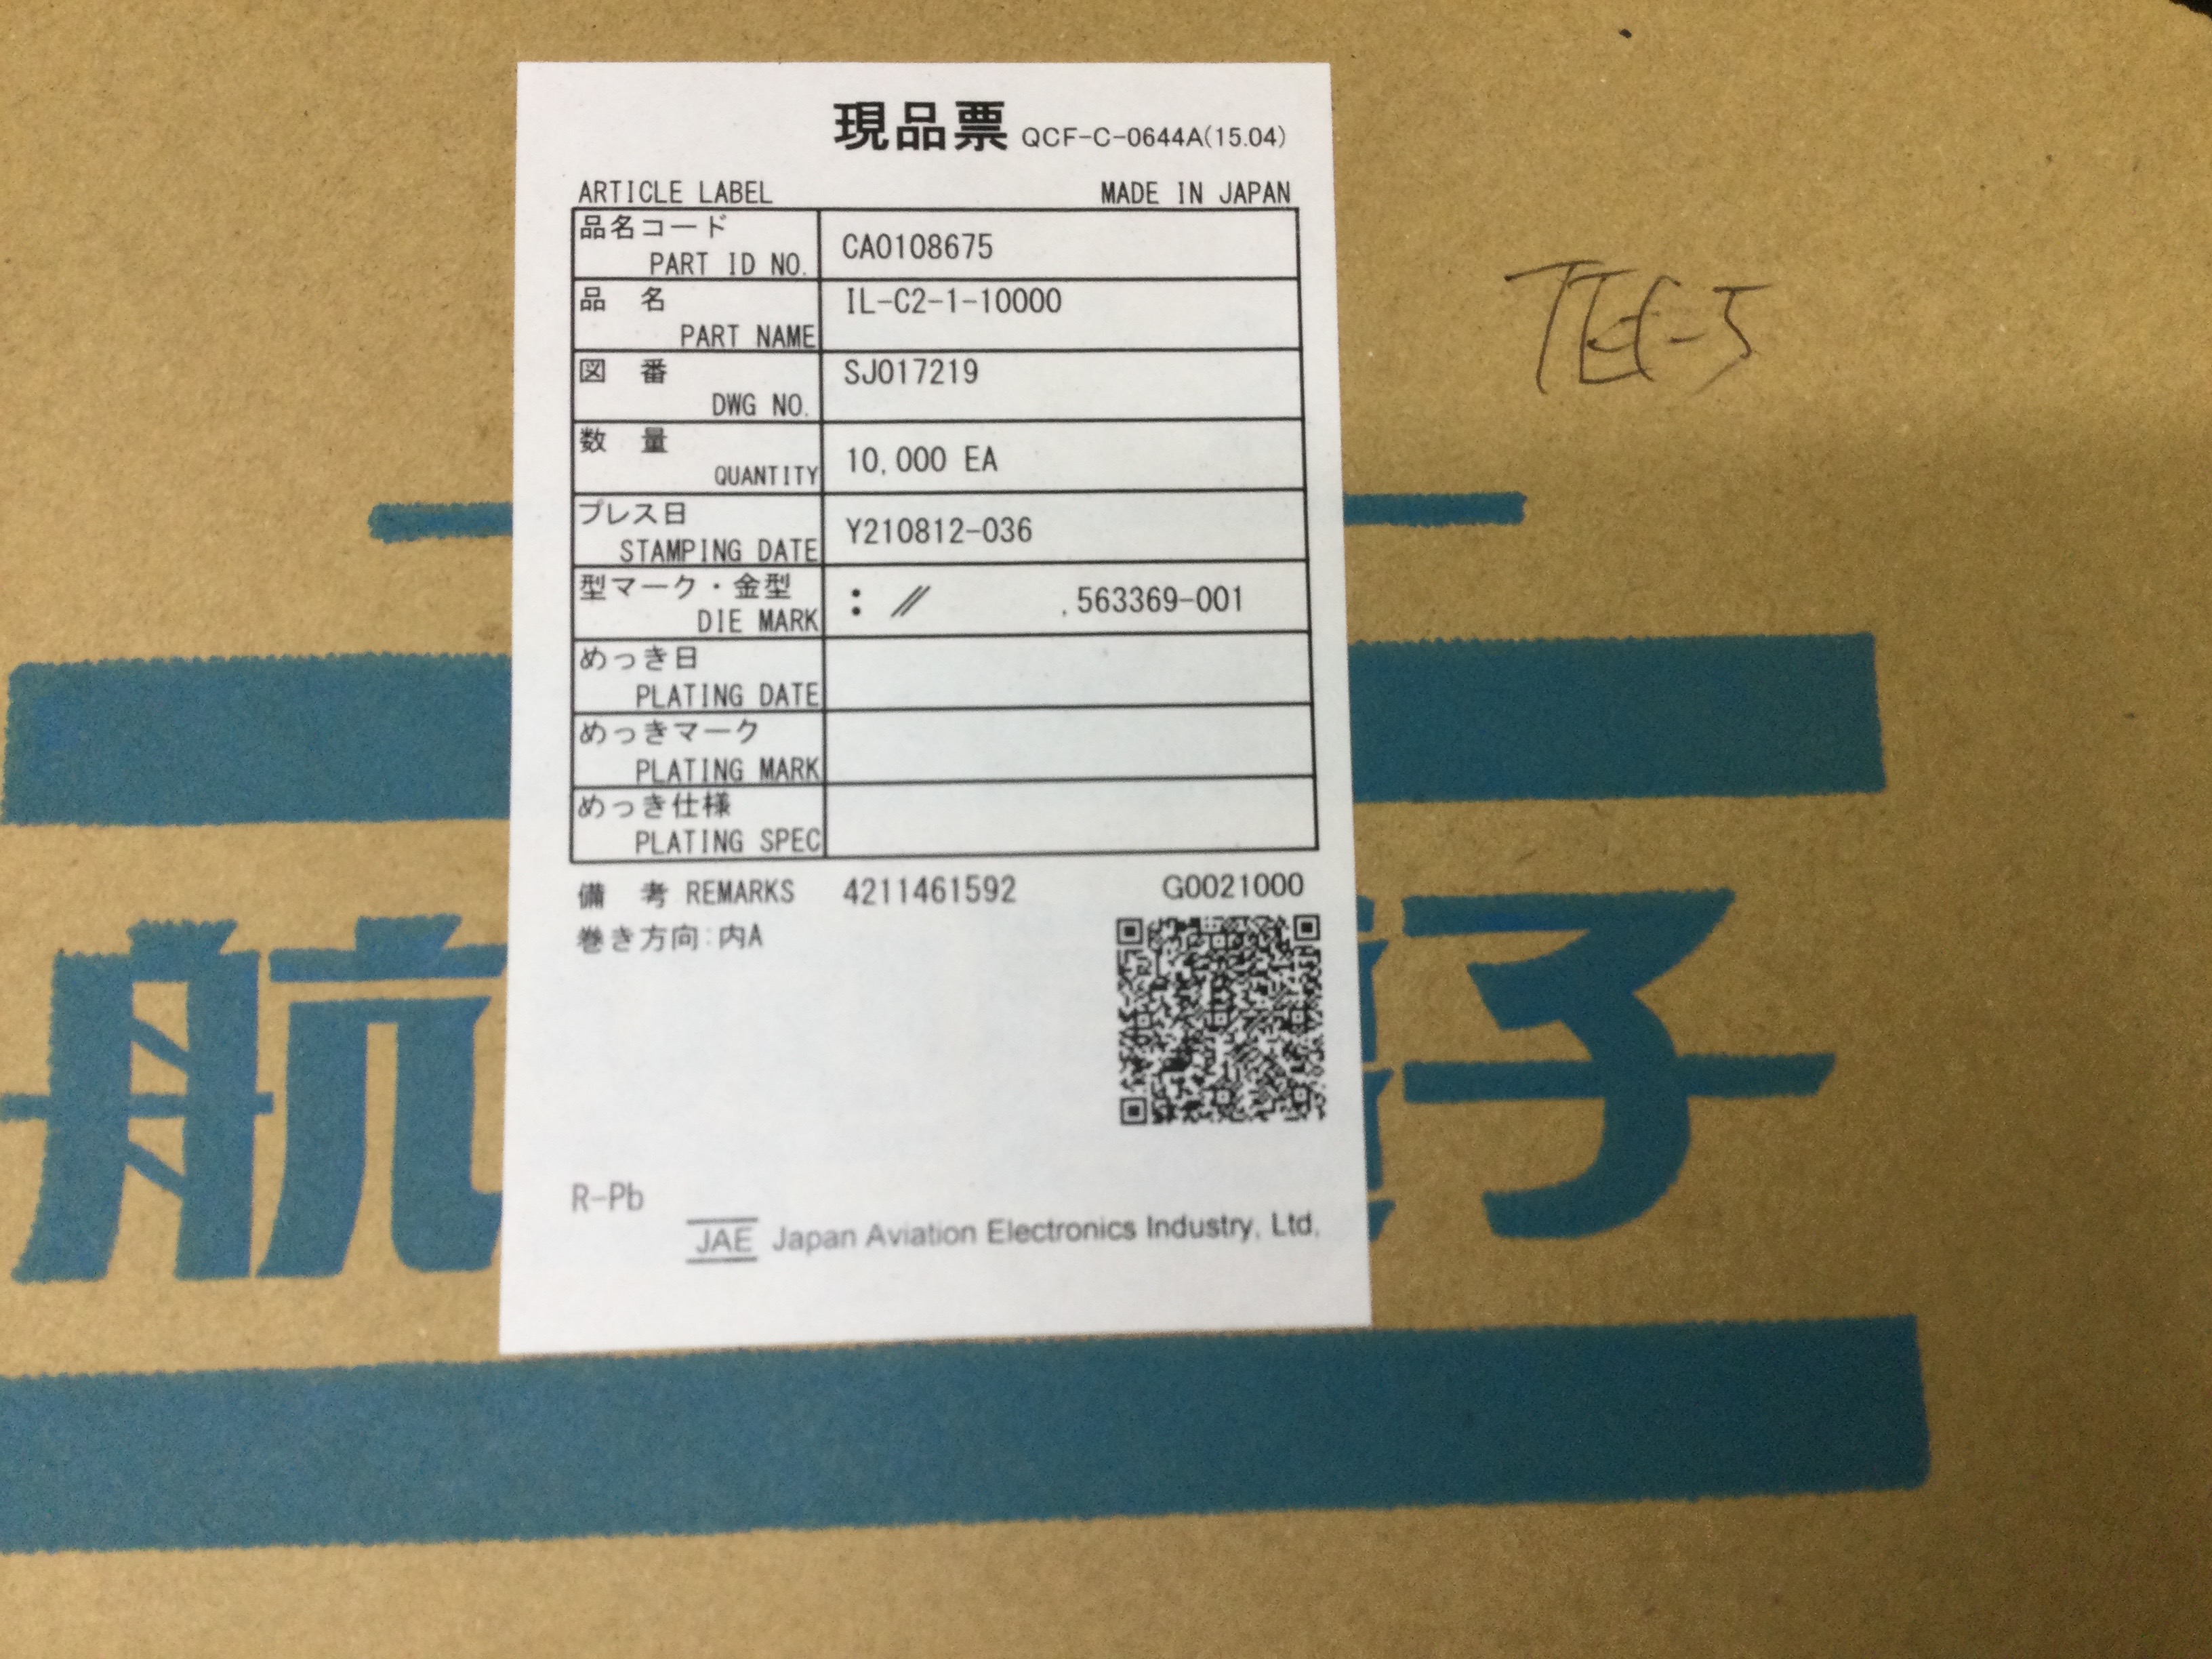 現品票 QCF-C-0644A(15.04)
ARTICLE LABEL MADE IN JAPAN
品名コード
PART ID NO. CA0108675
品 名 IL-C2-1-10000
PART NAME
図 番 SJ017219
DWG NO.
数 量
QUANTITY 10,000 EA
プレス日
STAMPING DATE Y210812-036
型マーク・金型
DIE MARK : // .563369-001
めっき日
PLATING DATE
めっきマーク
PLATING MARK
めっき仕様
PLATING SPEC
備 考 REMARKS 4211461592 G0021000
巻き方向:内A
R-Pb
JAE Japan Aviation Electronics Industry, Ltd.
航 子